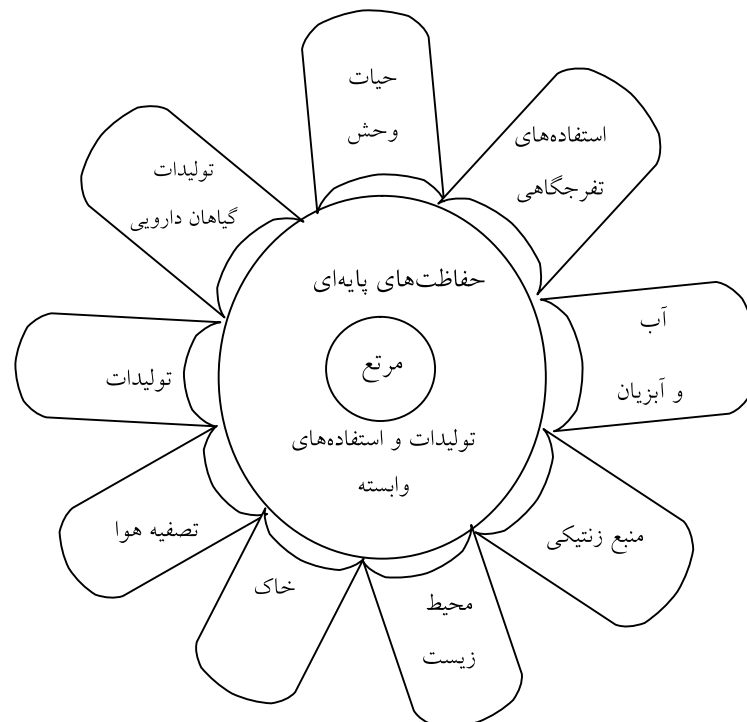 حیات
وحش
استفاده‌های
تفرجگاهی
تولیدات
گیاهان دارویی
حفاظت‌های پایه‌ای
آب
و آبزیان
مرتع
تولیدات
تولیدات و استفاده‌های
وابسته
منبع زنتیکی
تصفیه هوا
خاک
محیط
زیست